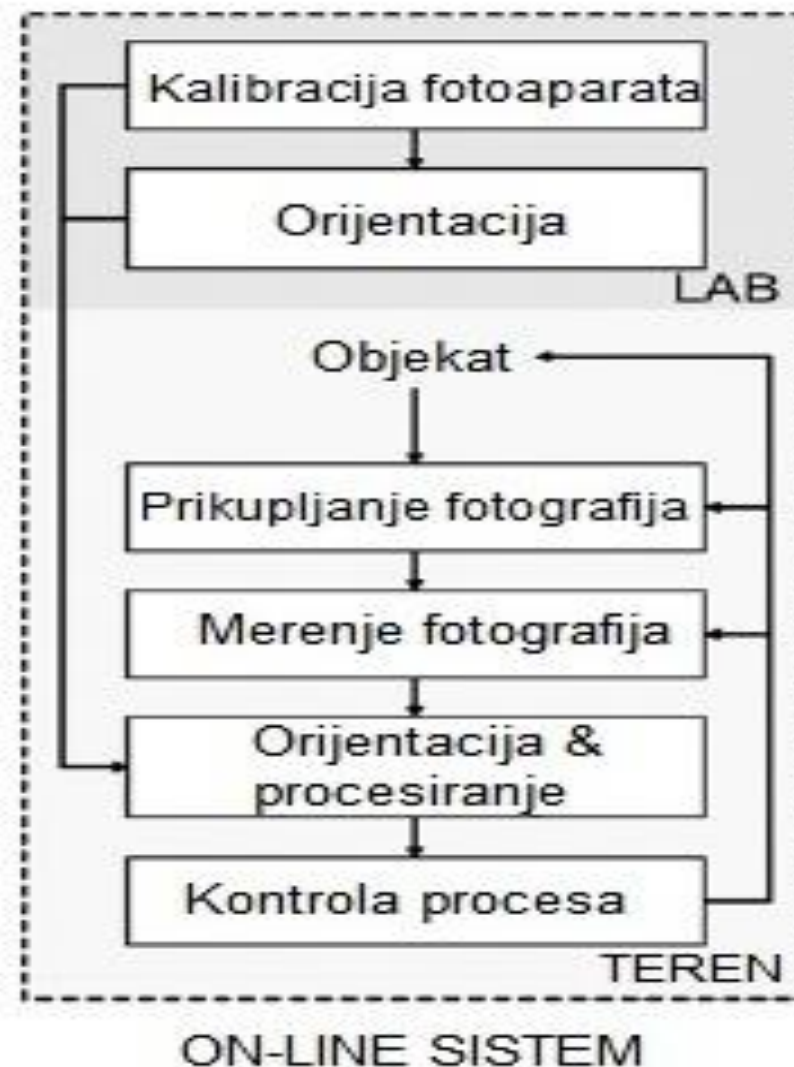 Kalibracija fotoaparata
Orijentacija
LAB
Objekat
Prikupljanje fotografija
Merenje fotografija
Orijentacija &
procesiranje
Kontrola procesa
TEREN
ON-LINE SISTEM